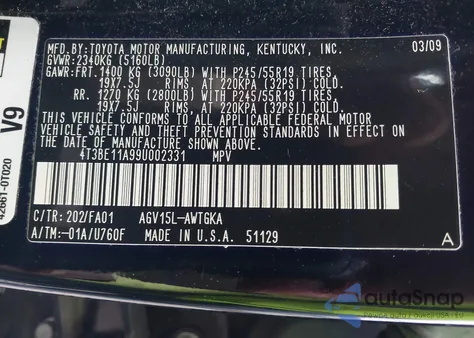 MFD.BY:TOYOTA MOTOR MANUFACTURING, KENTUCKY, INC. 03/09
GVWR:2340KG (5160LB)
GAWR:FRT.1400 KG (3090LB) WITH P245/55R19 TIRES,
19X7.5J RIMS, AT 220KPA (32PSI) COLD.
RR. 1270 KG (2800LB) WITH P245/55R19 TIRES,
19X7.5J RIMS, AT 220KPA (32PSI) COLD.
THIS VEHICLE CONFORMS TO ALL APPLICABLE FEDERAL MOTOR
VEHICLE SAFETY AND THEFT PREVENTION STANDARDS IN EFFECT
ON THE DATE OF MANUFACTURE SHOWN ABOVE.
4T3BE11A99U002331 MPV
C/TR:202/FA01 AGV15L-AWTGKA
A/TM:-01A/U760F MADE IN U.S.A. 51129 A
V9
42661-0T020
autoSnap